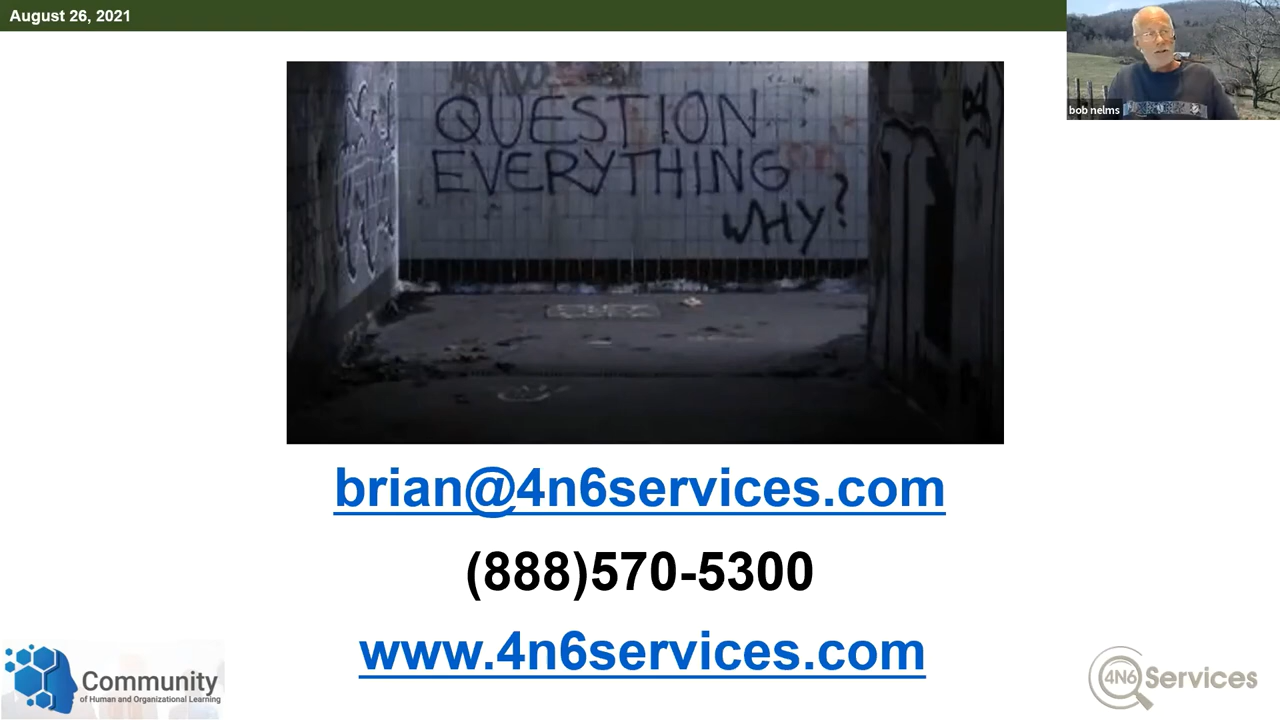 August 26, 2021
bob nelms
QUESTION
EVERYTHING
WHY?
brian@4n6services.com
(888)570-5300
www.4n6services.com
Community
of Human and Organizational Learning
4N6 Services